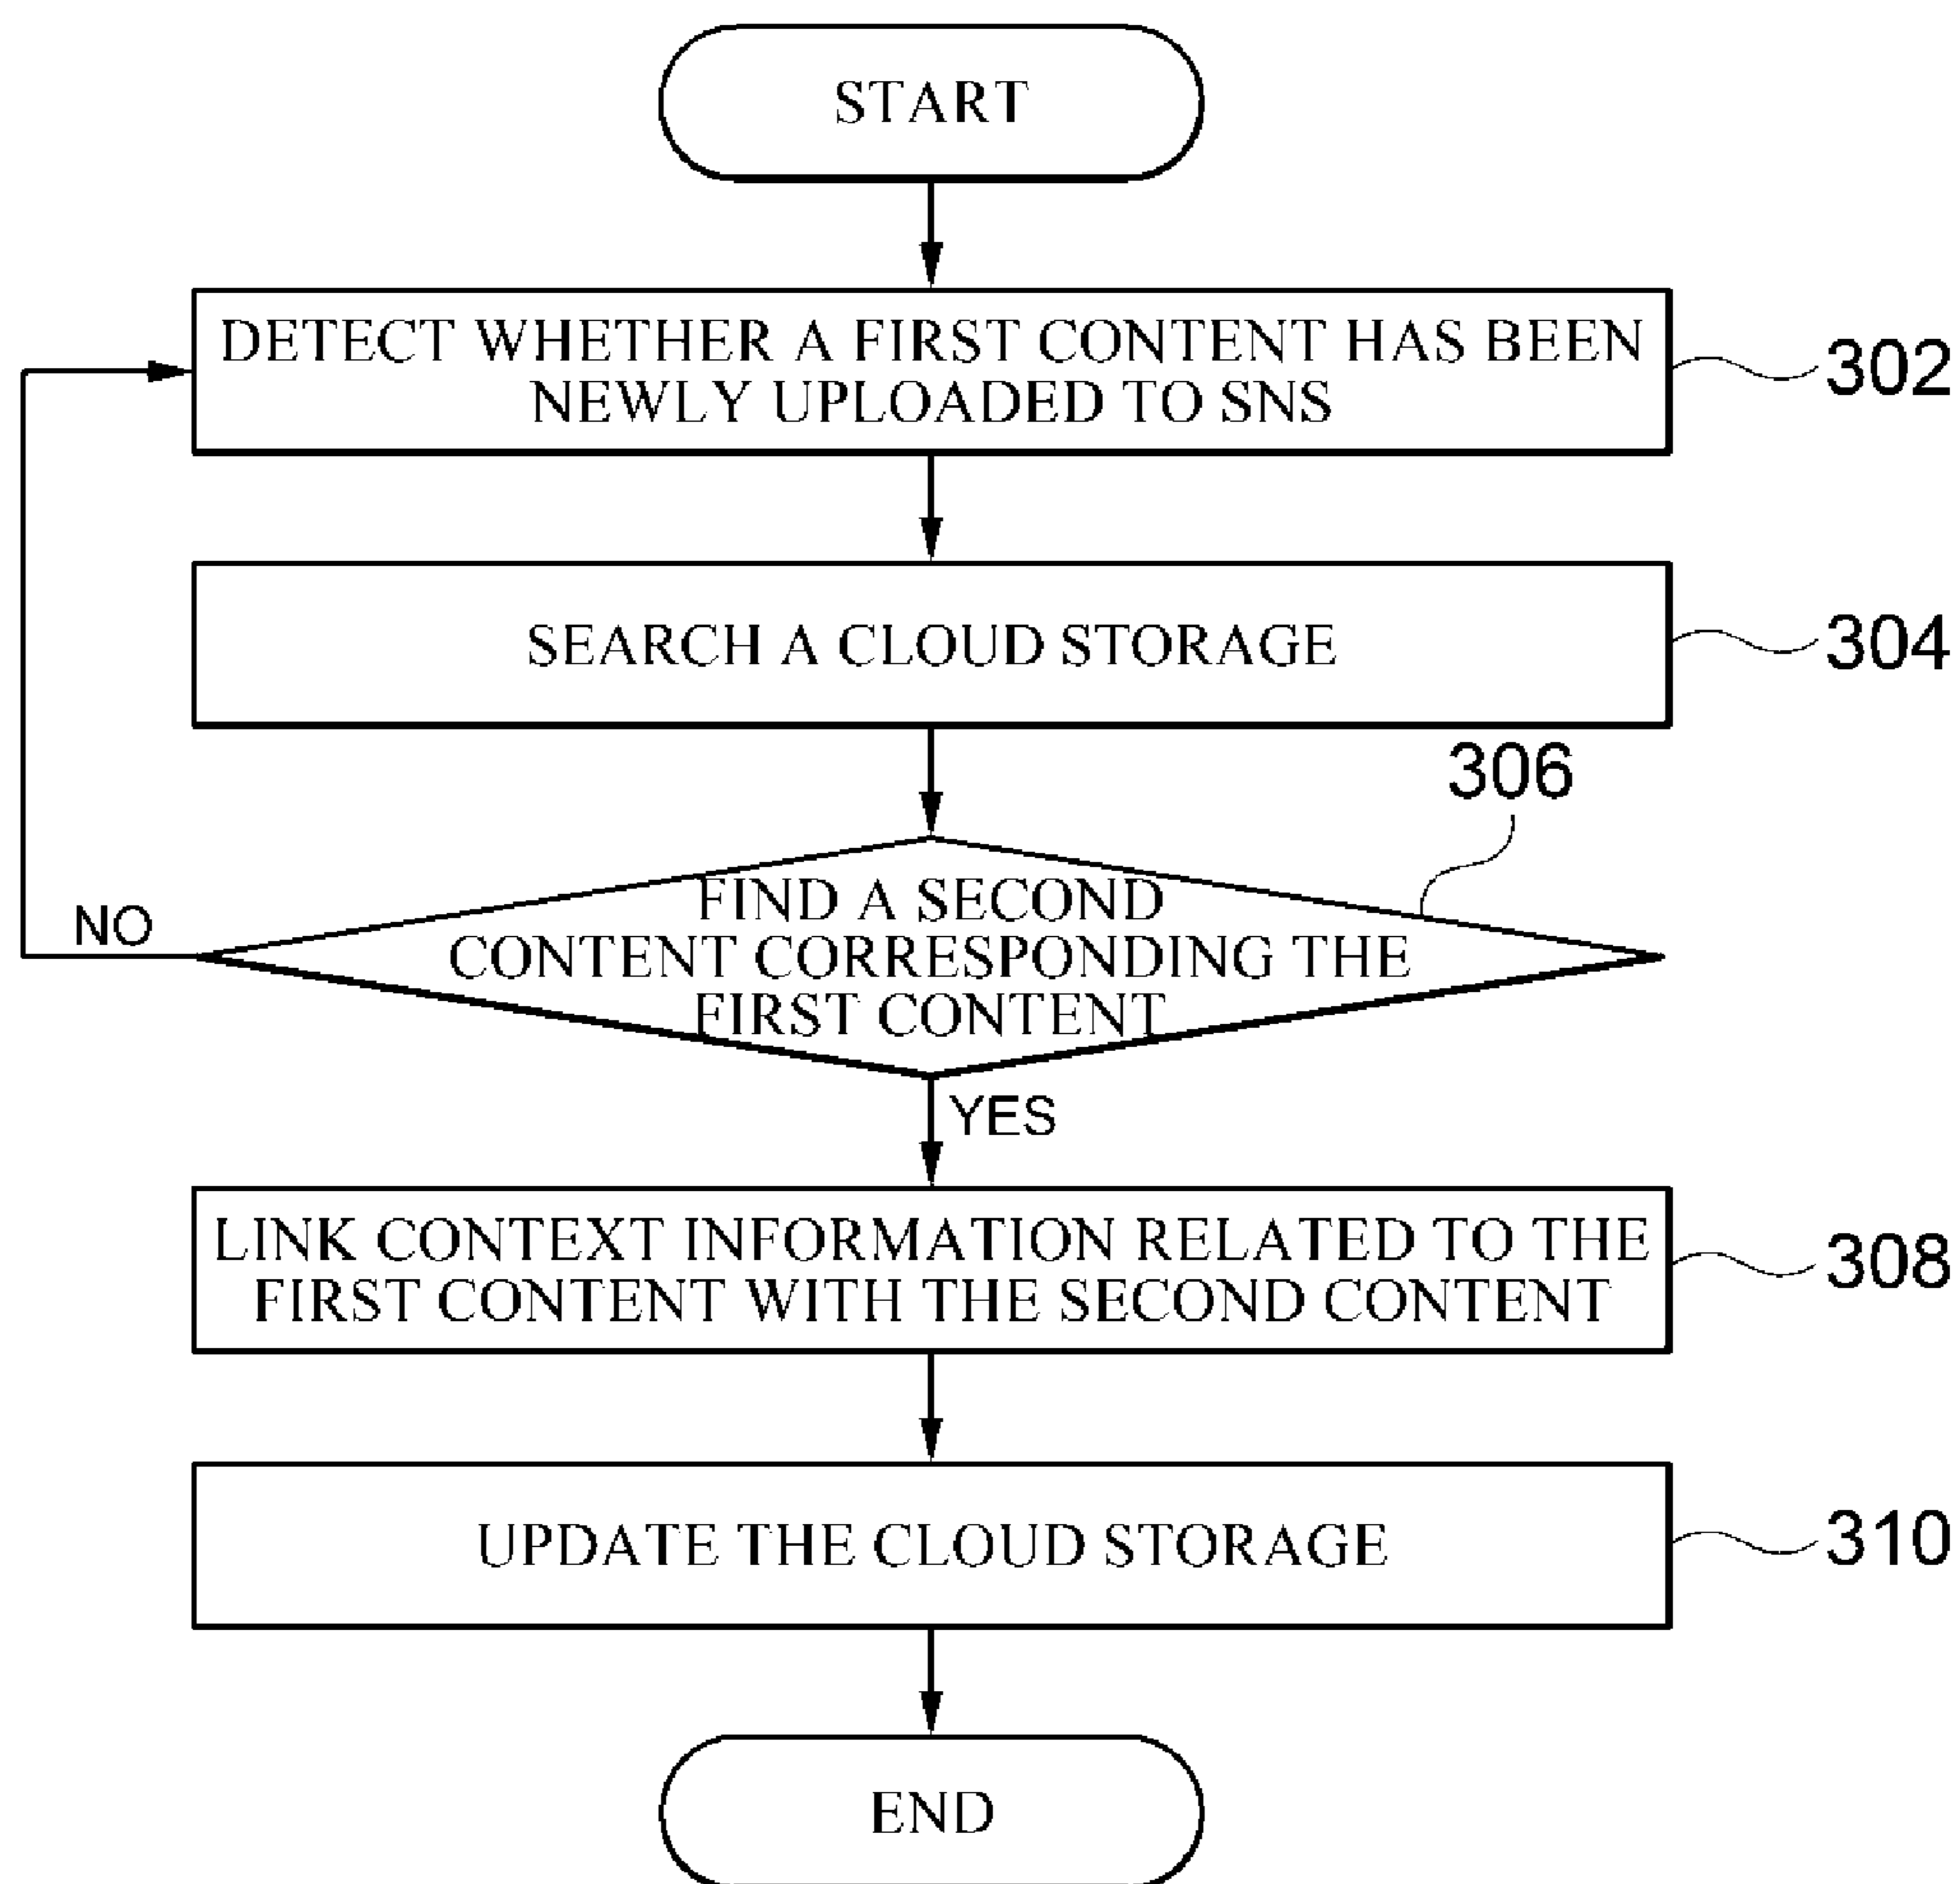 START
DETECT WHETHER A FIRST CONTENT HAS BEEN
NEWLY UPLOADED TO SNS
302
SEARCH A CLOUD STORAGE
304
306
FIND A SECOND
CONTENT CORRESPONDING THE
FIRST CONTENT
NO
YES
LINK CONTEXT INFORMATION RELATED TO THE
FIRST CONTENT WITH THE SECOND CONTENT
308
UPDATE THE CLOUD STORAGE
310
END